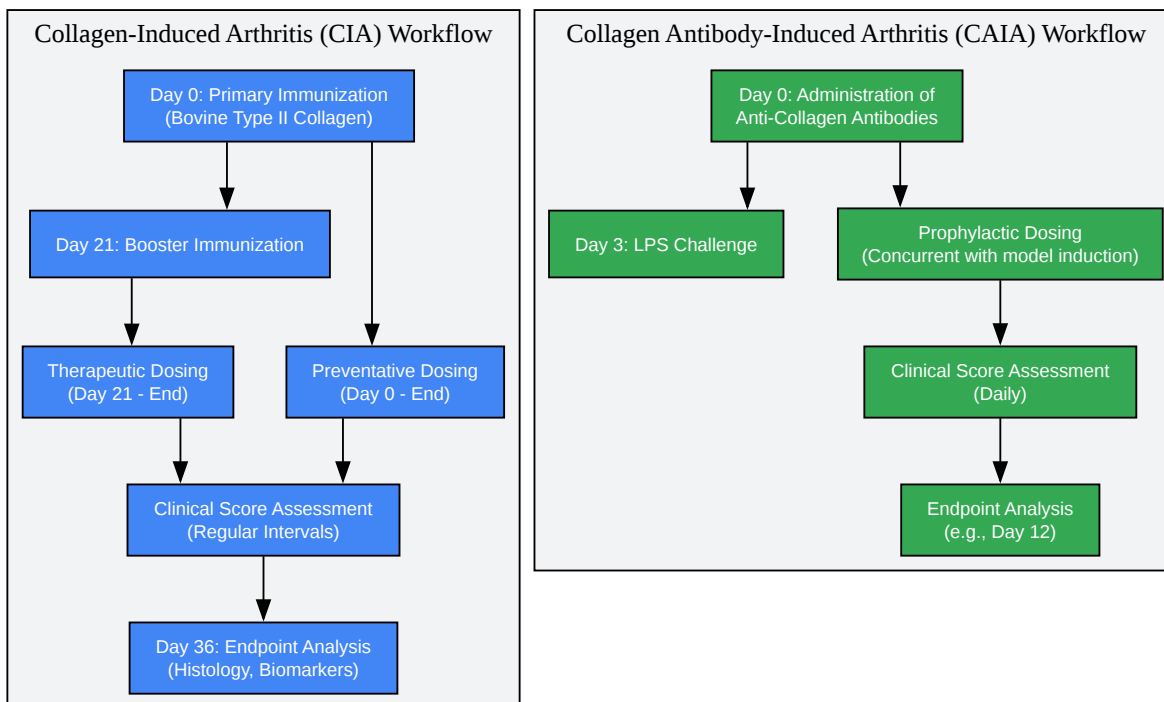 Collagen-Induced Arthritis (CIA) Workflow
Day 0: Primary Immunization
(Bovine Type II Collagen)
Day 21: Booster Immunization
Therapeutic Dosing
(Day 21 - End)
Preventative Dosing
(Day 0 - End)
Clinical Score Assessment
(Regular Intervals)
Day 36: Endpoint Analysis
(Histology, Biomarkers)
Collagen Antibody-Induced Arthritis (CAIA) Workflow
Day 0: Administration of
Anti-Collagen Antibodies
Day 3: LPS Challenge
Prophylactic Dosing
(Concurrent with model induction)
Clinical Score Assessment
(Daily)
Endpoint Analysis
(e.g., Day 12)